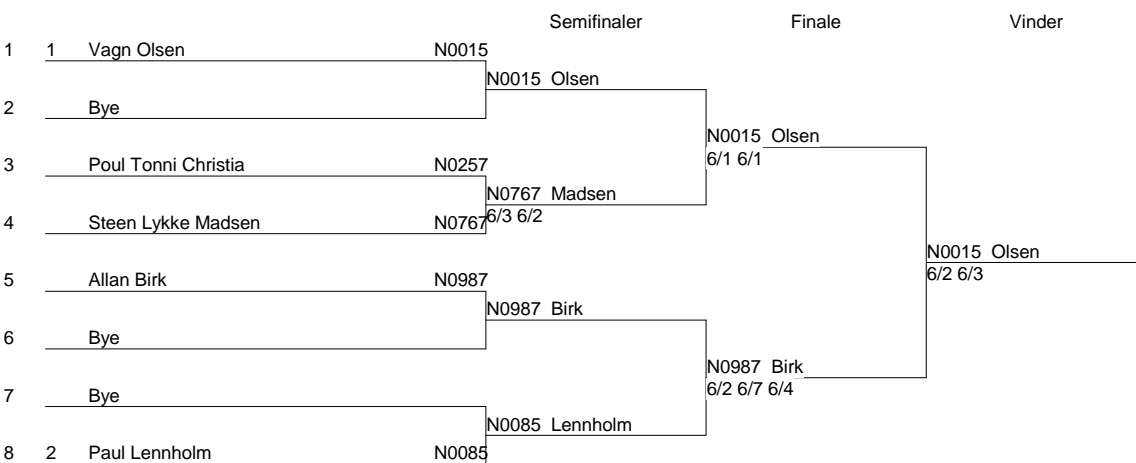 Semifinaler Finale Vinder
1 1 Vagn Olsen N0015
N0015 Olsen
2 Bye
N0015 Olsen
6/1 6/1
3 Poul Tonni Christia N0257
N0767 Madsen
6/3 6/2
4 Steen Lykke Madsen N0767
N0015 Olsen
6/2 6/3
5 Allan Birk N0987
N0987 Birk
6 Bye
N0987 Birk
6/2 6/7 6/4
7 Bye
N0085 Lennholm
8 2 Paul Lennholm N0085